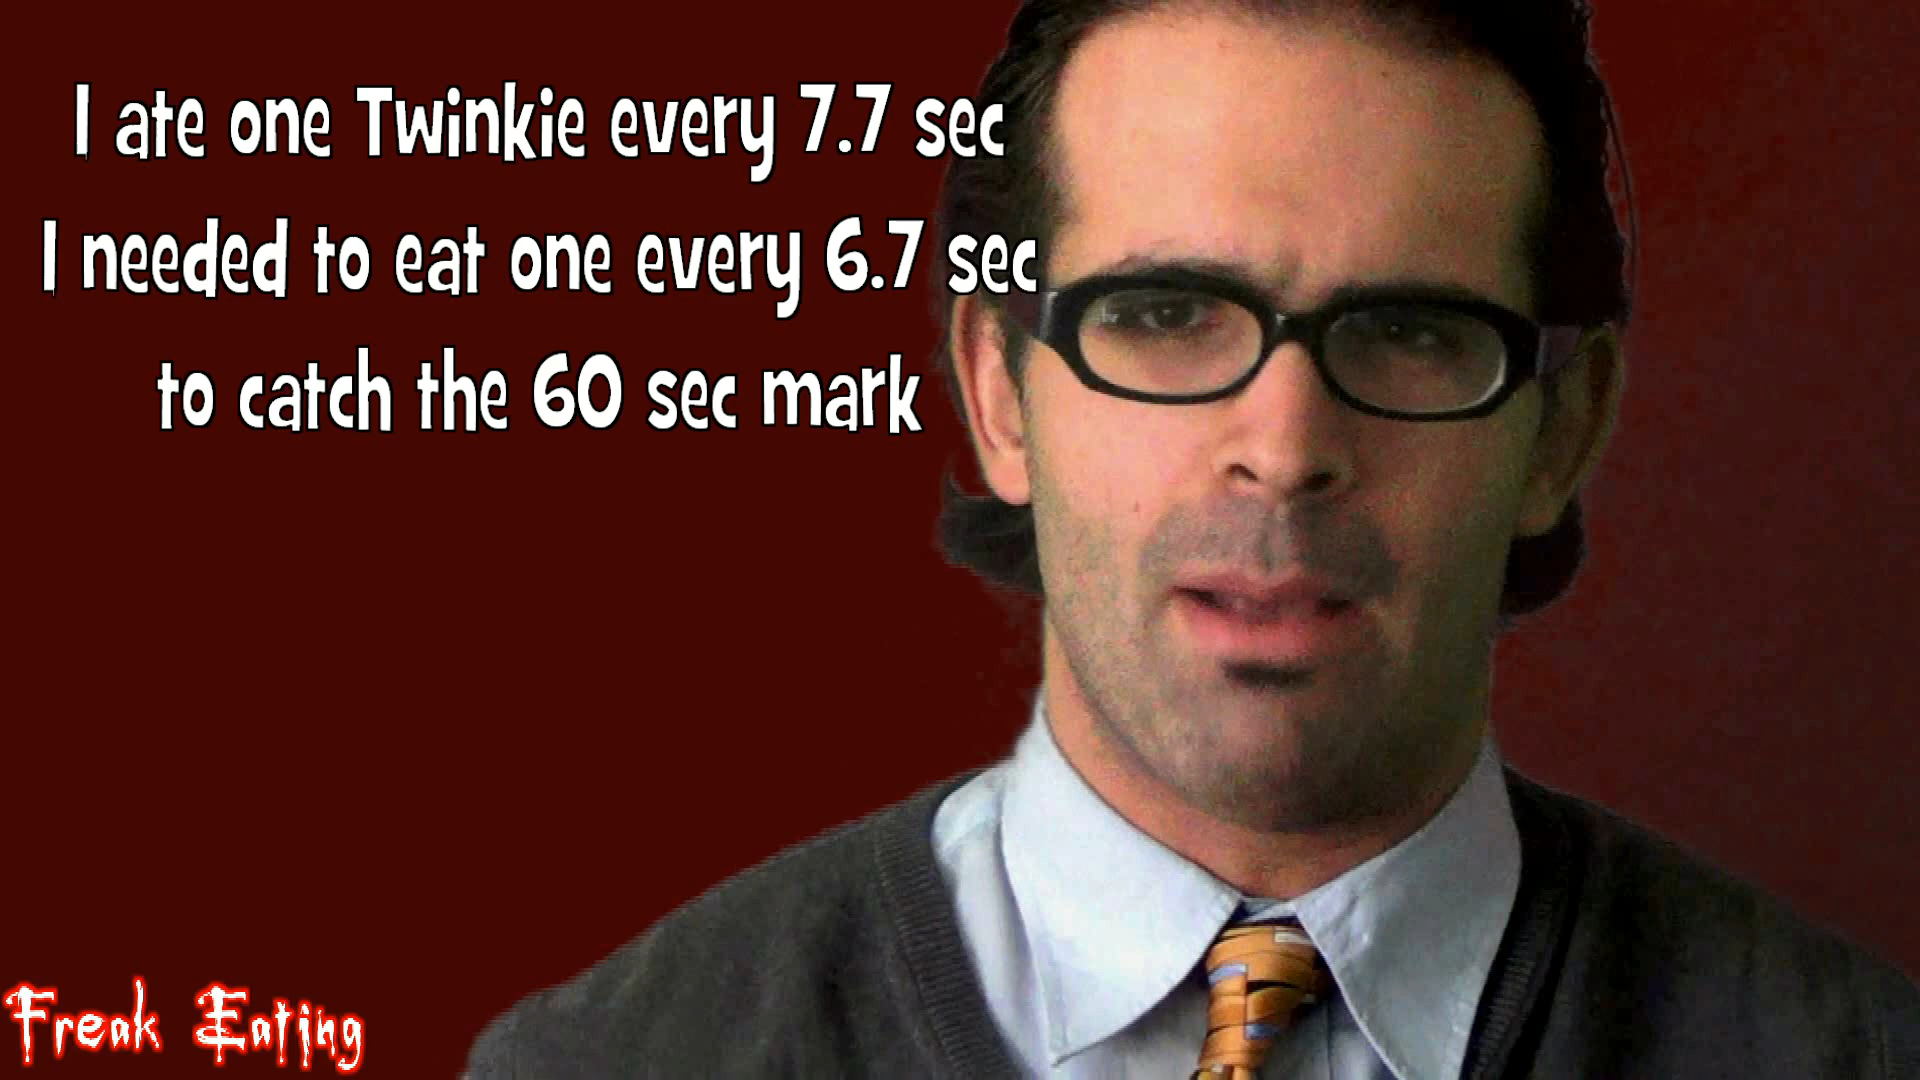 I ate one Twinkie every 7.7 sec
I needed to eat one every 6.7 sec
to catch the 60 sec mark
Freak Eating